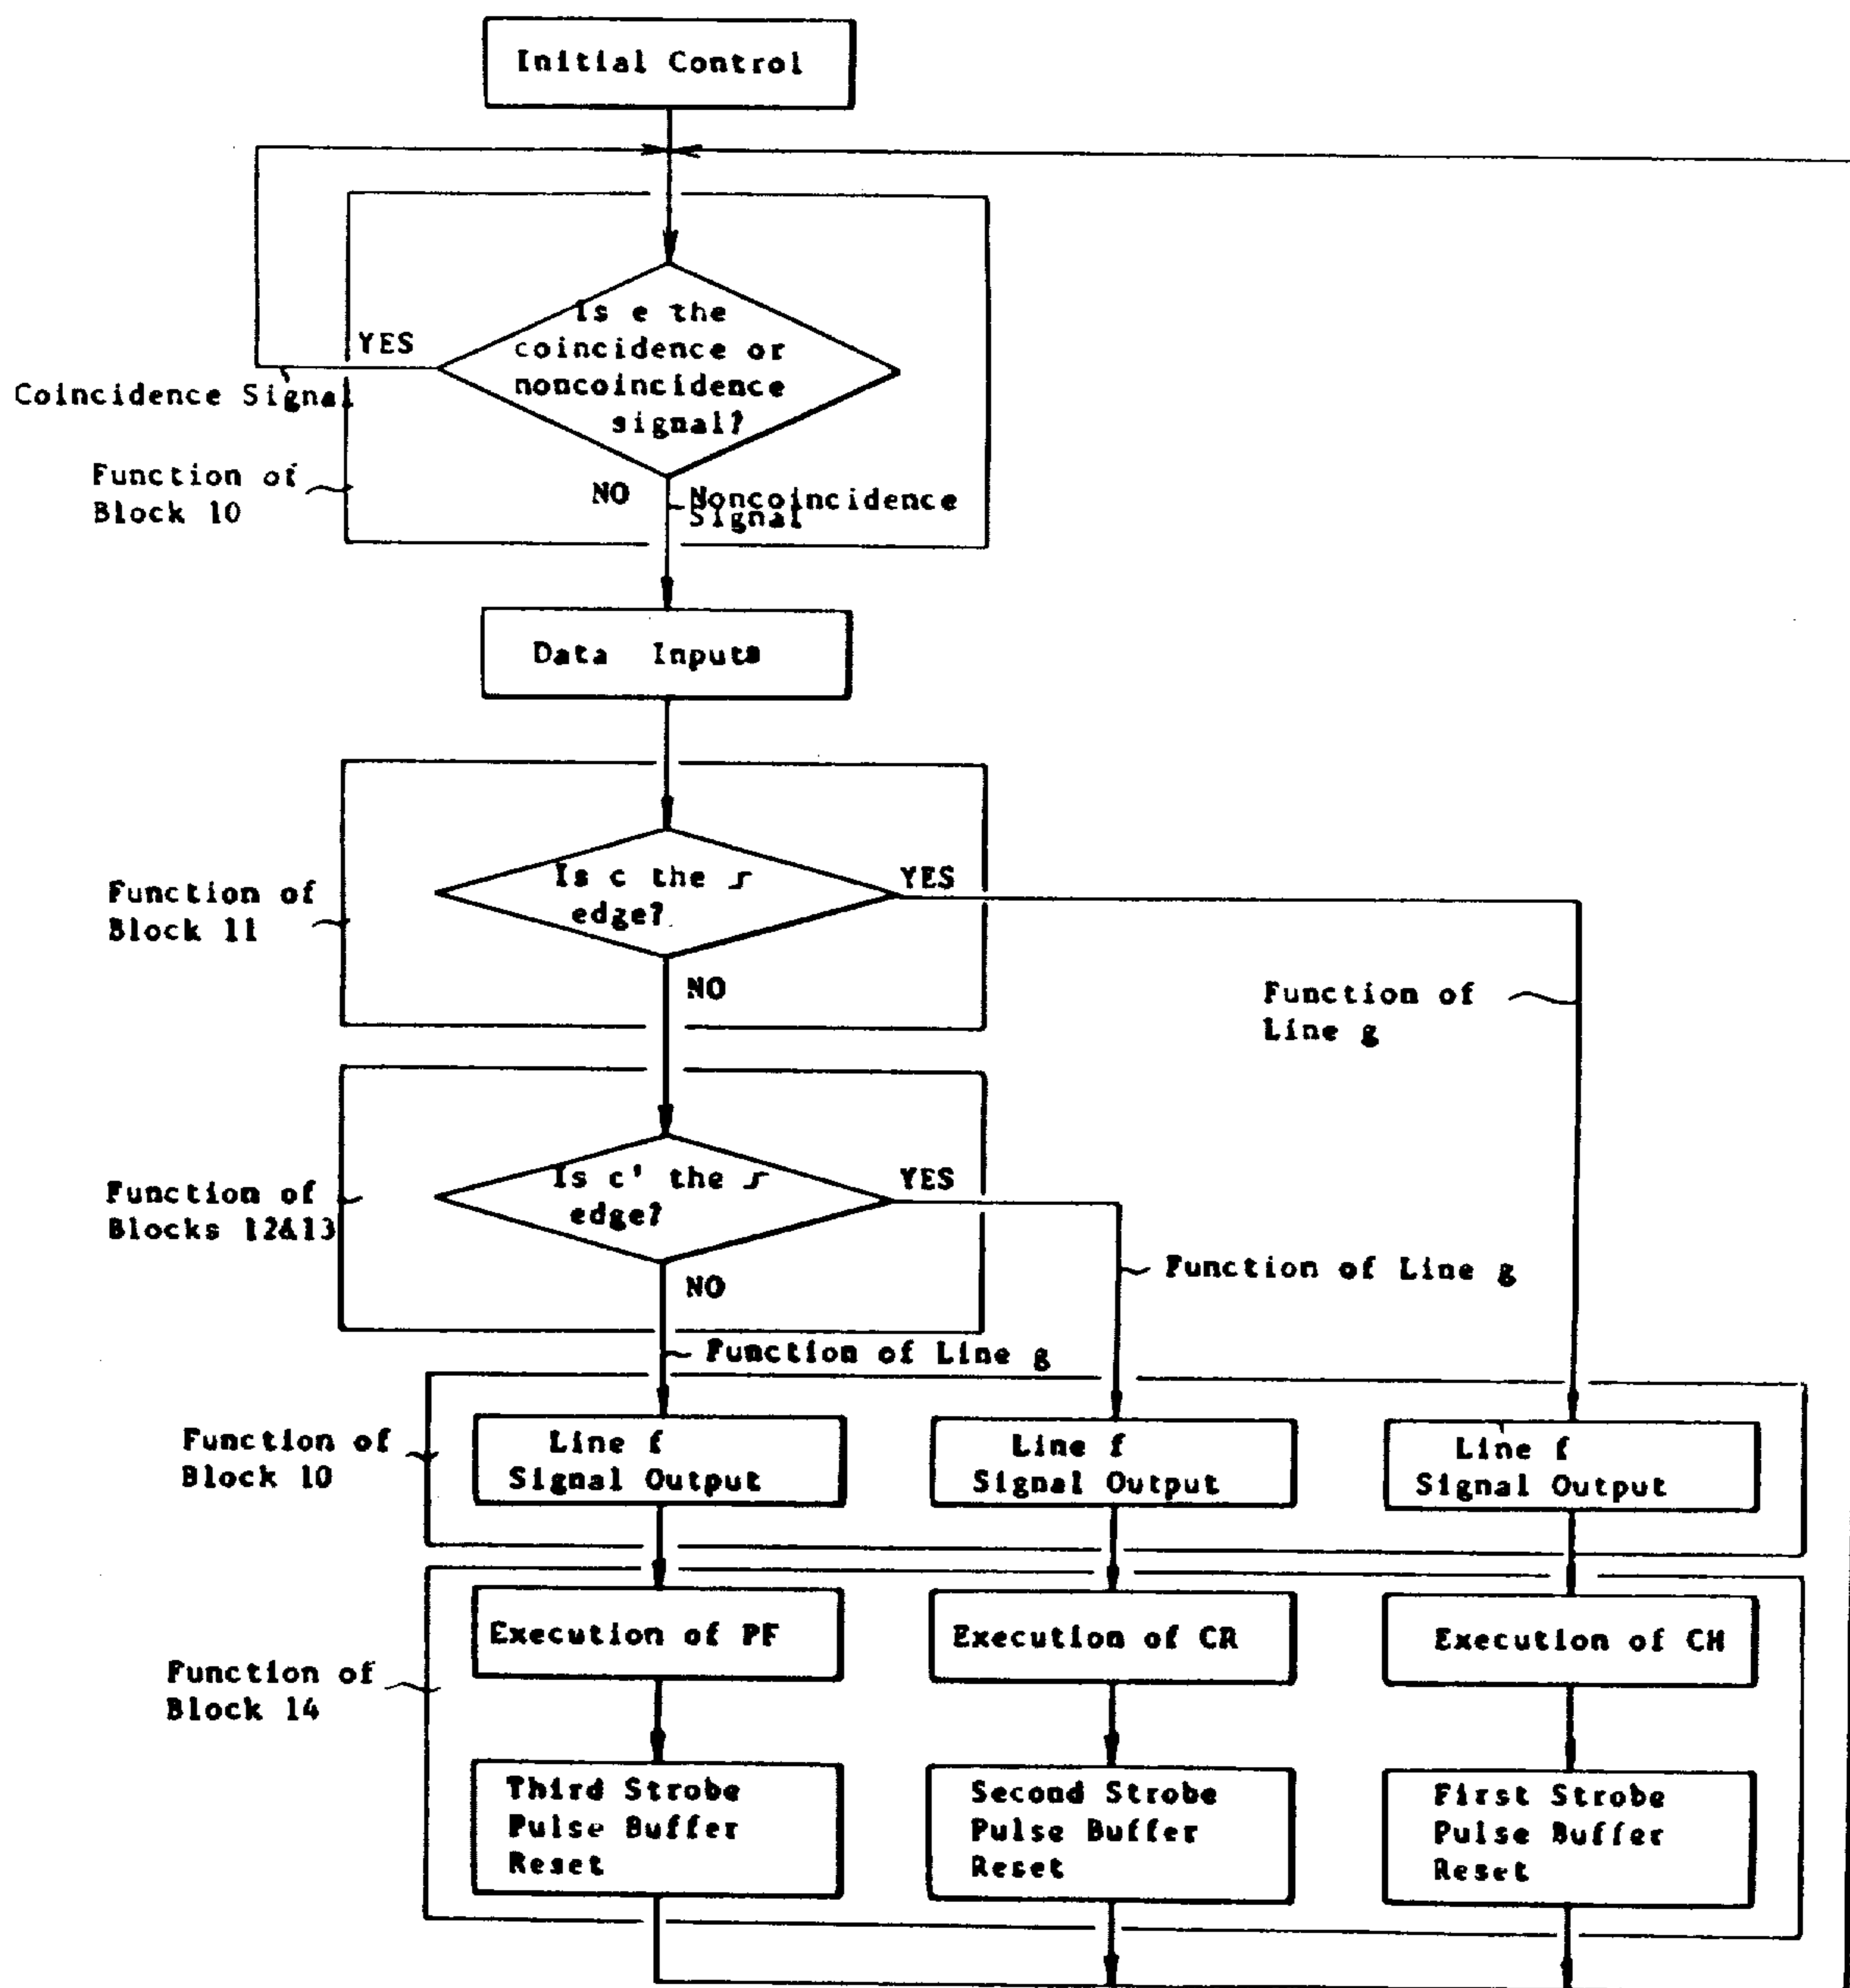 Initial Control
Is e the
coincidence or
noncoincidence
signal?
YES
Coincidence Signal
Function of
Block 10
NO
Noncoincidence
Signal
Data Inputs
Is c the
edge?
YES
Function of
Block 11
NO
Function of
Line g
Is c' the
edge?
YES
Function of
Blocks 12&13
NO
Function of Line g
Function of Line g
Function of
Block 10
Line f
Signal Output
Line f
Signal Output
Line f
Signal Output
Execution of PF
Execution of CR
Execution of CH
Function of
Block 14
Third Strobe
Pulse Buffer
Reset
Second Strobe
Pulse Buffer
Reset
First Strobe
Pulse Buffer
Reset